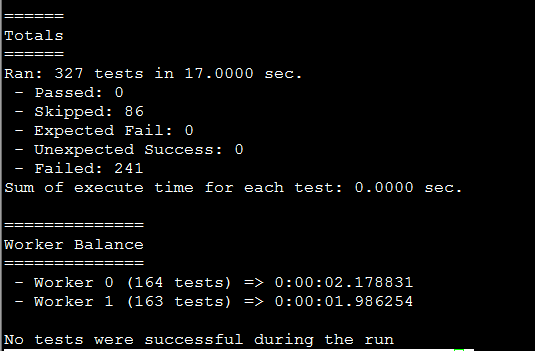 ======
Totals
======
Ran: 327 tests in 17.0000 sec.
 - Passed: 0
 - Skipped: 86
 - Expected Fail: 0
 - Unexpected Success: 0
 - Failed: 241
Sum of execute time for each test: 0.0000 sec.

==============
Worker Balance
==============
 - Worker 0 (164 tests) => 0:00:02.178831
 - Worker 1 (163 tests) => 0:00:01.986254

No tests were successful during the run